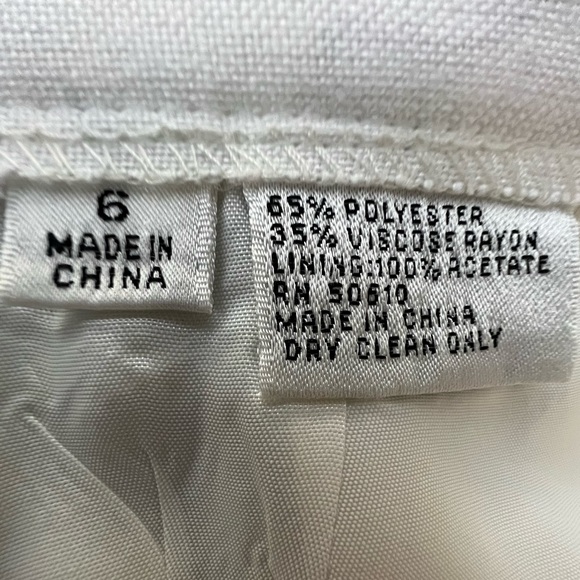 6
MADE IN
CHINA
65% POLYESTER
35% VISCOSE RAYON
LINING:100% ACETATE
RN 50610
MADE IN CHINA
DRY CLEAN ONLY